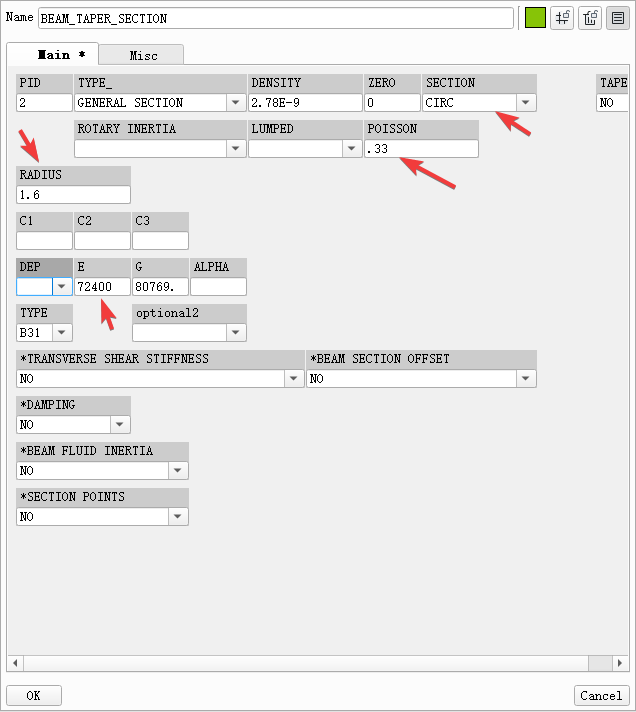 Name BEAM_TAPER_SECTION
Main * Misc
PID TYPE_ DENSITY ZERO SECTION TAPE
2 GENERAL SECTION 2.78E-9 0 CIRC NO
ROTARY INERTIA LUMPED POISSON
.33
RADIUS
1.6
C1 C2 C3
DEP E G ALPHA
72400 80769.
TYPE optional2
B31
*TRANSVERSE SHEAR STIFFNESS *BEAM SECTION OFFSET
NO NO
*DAMPING
NO
*BEAM FLUID INERTIA
NO
*SECTION POINTS
NO
OK Cancel